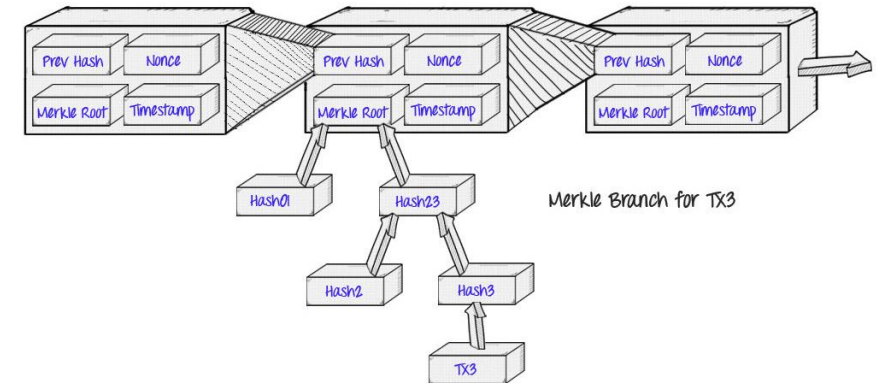 Prev Hash
Nonce
Prev Hash
Nonce
Prev Hash
Nonce
Merkle Root
Timestamp
Merkle Root
Timestamp
Merkle Root
Timestamp
Hash01
Hash23
Merkle Branch for TX3
Hash2
Hash3
TX3